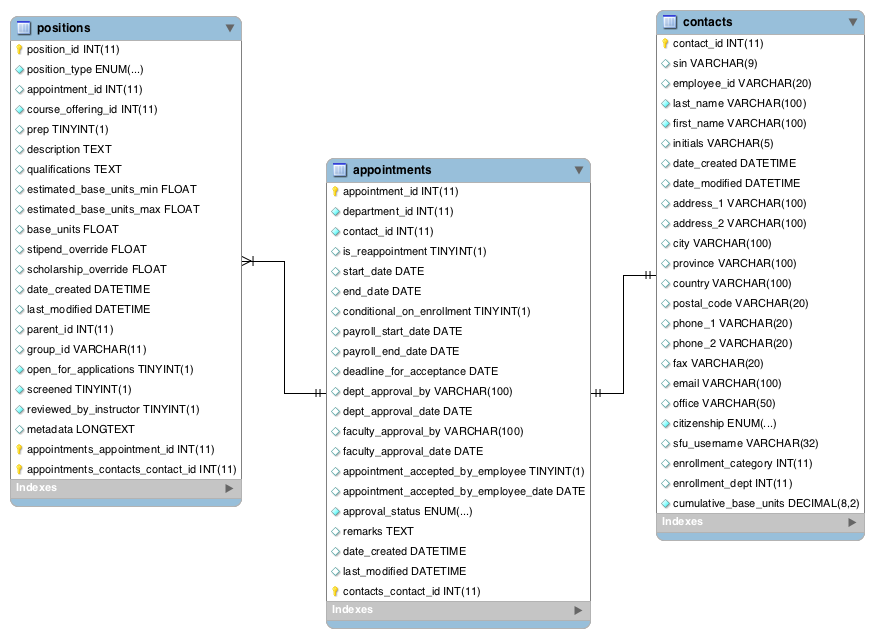 positions
position_id INT(11)
position_type ENUM(...)
appointment_id INT(11)
course_offering_id INT(11)
prep TINYINT(1)
description TEXT
qualifications TEXT
estimated_base_units_min FLOAT
estimated_base_units_max FLOAT
base_units FLOAT
stipend_override FLOAT
scholarship_override FLOAT
date_created DATETIME
last_modified DATETIME
parent_id INT(11)
group_id VARCHAR(11)
open_for_applications TINYINT(1)
screened TINYINT(1)
reviewed_by_instructor TINYINT(1)
metadata LONGTEXT
appointments_appointment_id INT(11)
appointments_contacts_contact_id INT(11)
Indexes
appointments
appointment_id INT(11)
department_id INT(11)
contact_id INT(11)
is_reappointment TINYINT(1)
start_date DATE
end_date DATE
conditional_on_enrollment TINYINT(1)
payroll_start_date DATE
payroll_end_date DATE
deadline_for_acceptance DATE
dept_approval_by VARCHAR(100)
dept_approval_date DATE
faculty_approval_by VARCHAR(100)
faculty_approval_date DATE
appointment_accepted_by_employee TINYINT(1)
appointment_accepted_by_employee_date DATE
approval_status ENUM(...)
remarks TEXT
date_created DATETIME
last_modified DATETIME
contacts_contact_id INT(11)
Indexes
contacts
contact_id INT(11)
sin VARCHAR(9)
employee_id VARCHAR(20)
last_name VARCHAR(100)
first_name VARCHAR(100)
initials VARCHAR(5)
date_created DATETIME
date_modified DATETIME
address_1 VARCHAR(100)
address_2 VARCHAR(100)
city VARCHAR(100)
province VARCHAR(100)
country VARCHAR(100)
postal_code VARCHAR(20)
phone_1 VARCHAR(20)
phone_2 VARCHAR(20)
fax VARCHAR(20)
email VARCHAR(100)
office VARCHAR(50)
citizenship ENUM(...)
sfu_username VARCHAR(32)
enrollment_category INT(11)
enrollment_dept INT(11)
cumulative_base_units DECIMAL(8,2)
Indexes